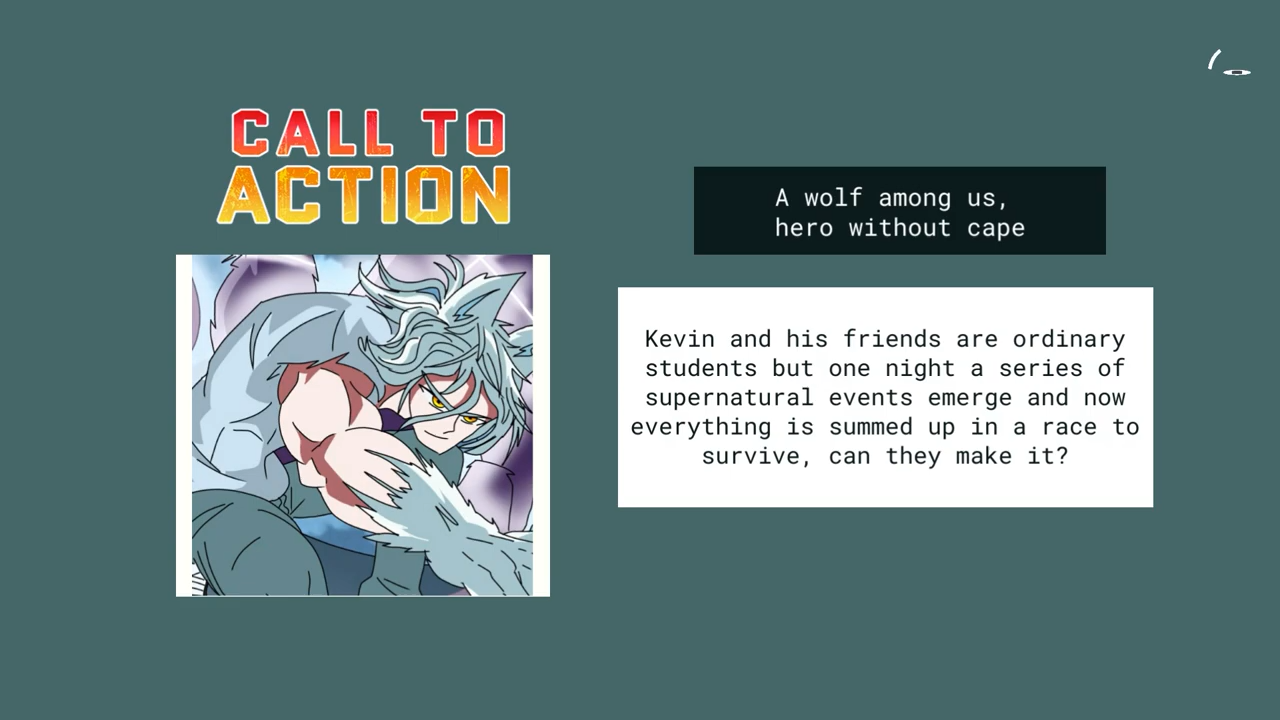 CALL TO
ACTION
A wolf among us,
hero without cape
Kevin and his friends are ordinary
students but one night a series of
supernatural events emerge and now
everything is summed up in a race to
survive, can they make it?